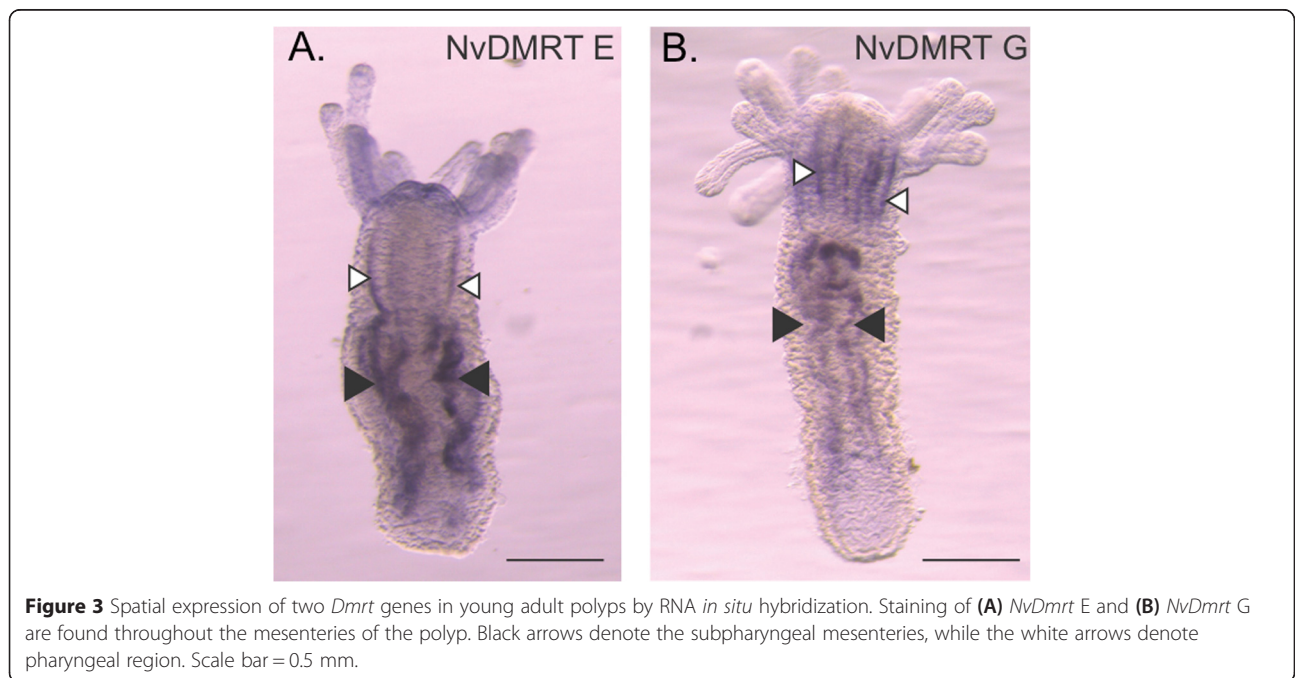 A. NvDMRT E
B. NvDMRT G
Figure 3 Spatial expression of two Dmrt genes in young adult polyps by RNA in situ hybridization. Staining of (A) NvDmrt E and (B) NvDmrt G
are found throughout the mesenteries of the polyp. Black arrows denote the subpharyngeal mesenteries, while the white arrows denote
pharyngeal region. Scale bar = 0.5 mm.